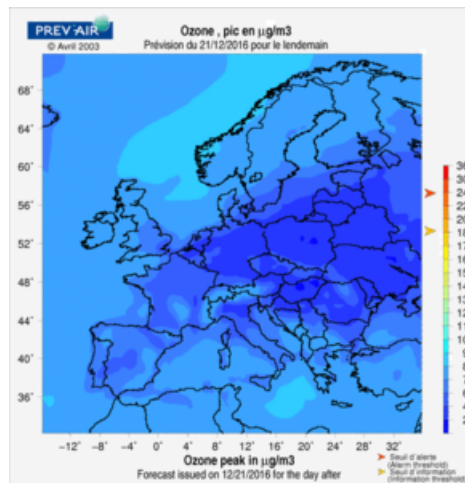 PREV'AIR
© Avril 2003
Ozone , pic en µg/m3
Prévision du 21/12/2016 pour le lendemain
68°
64°
60°
56°
52°
48°
44°
40°
36°
−12° −8° −4° 0° 4° 8° 12° 16° 20° 24° 28° 32°
Ozone peak in µg/m3
Forecast issued on 12/21/2016 for the day after
Seuil d'alerte
(Alarm threshold)
Seuil d'information
(Information threshold)